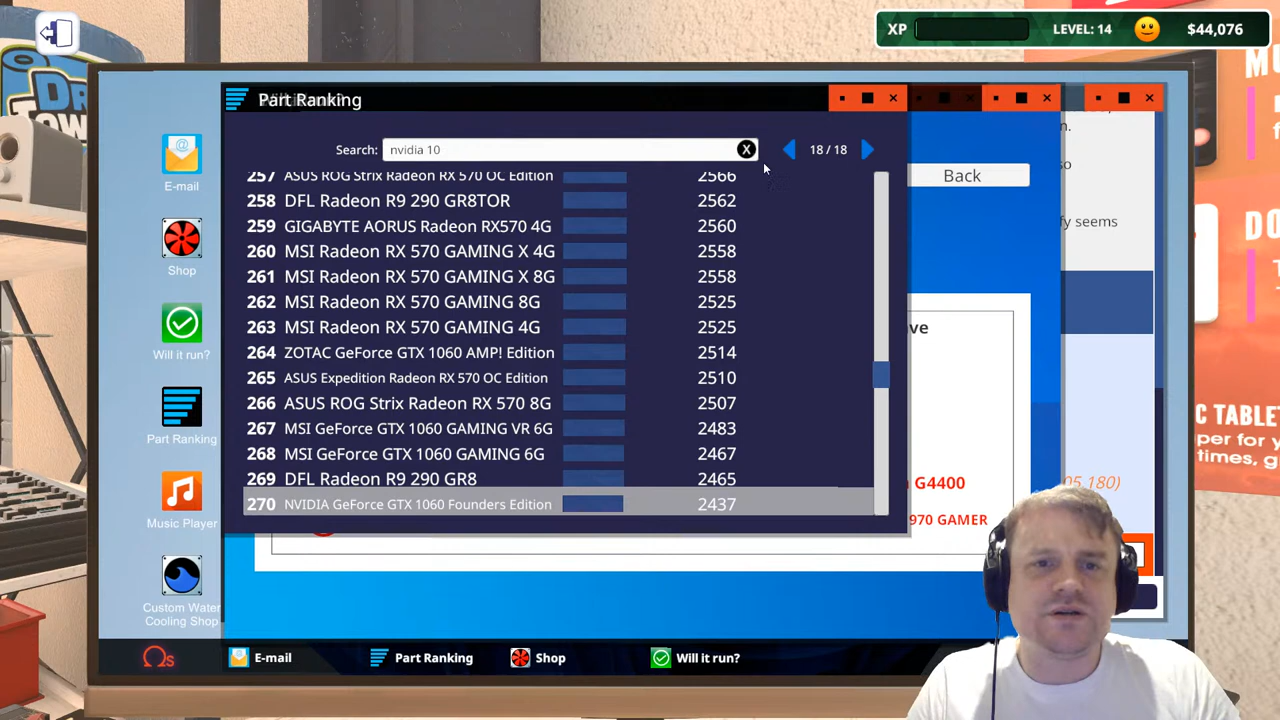 XP
LEVEL: 14
$44,076
Part Ranking
Search:
nvidia 10
X
18 / 18
257 ASUS ROG Strix Radeon RX 570 OC Edition 2566
258 DFL Radeon R9 290 GR8TOR 2562
259 GIGABYTE AORUS Radeon RX570 4G 2560
260 MSI Radeon RX 570 GAMING X 4G 2558
261 MSI Radeon RX 570 GAMING X 8G 2558
262 MSI Radeon RX 570 GAMING 8G 2525
263 MSI Radeon RX 570 GAMING 4G 2525
264 ZOTAC GeForce GTX 1060 AMP! Edition 2514
265 ASUS Expedition Radeon RX 570 OC Edition 2510
266 ASUS ROG Strix Radeon RX 570 8G 2507
267 MSI GeForce GTX 1060 GAMING VR 6G 2483
268 MSI GeForce GTX 1060 GAMING 6G 2467
269 DFL Radeon R9 290 GR8 2465
270 NVIDIA GeForce GTX 1060 Founders Edition 2437
Back
seems
G4400
970 GAMER
E-mail
Shop
Will it run?
Part Ranking
Music Player
Custom Water
Cooling Shop
Ωs
E-mail
Part Ranking
Shop
Will it run?
C TABLET